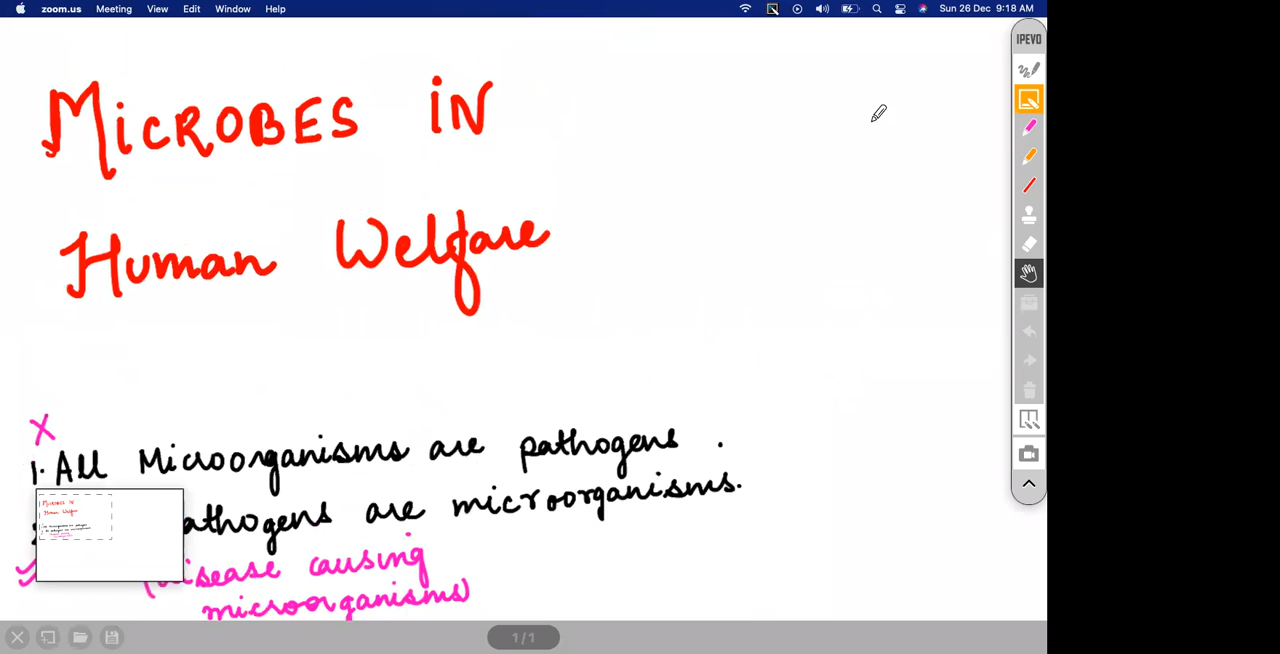 zoom.us Meeting View Edit Window Help Sun 26 Dec 9:18 AM
IPEVO
MICROBES IN
Human Welfare
X
1. All Microorganisms are pathogens.
pathogens are microorganisms.
(disease causing
microorganisms)
1/1